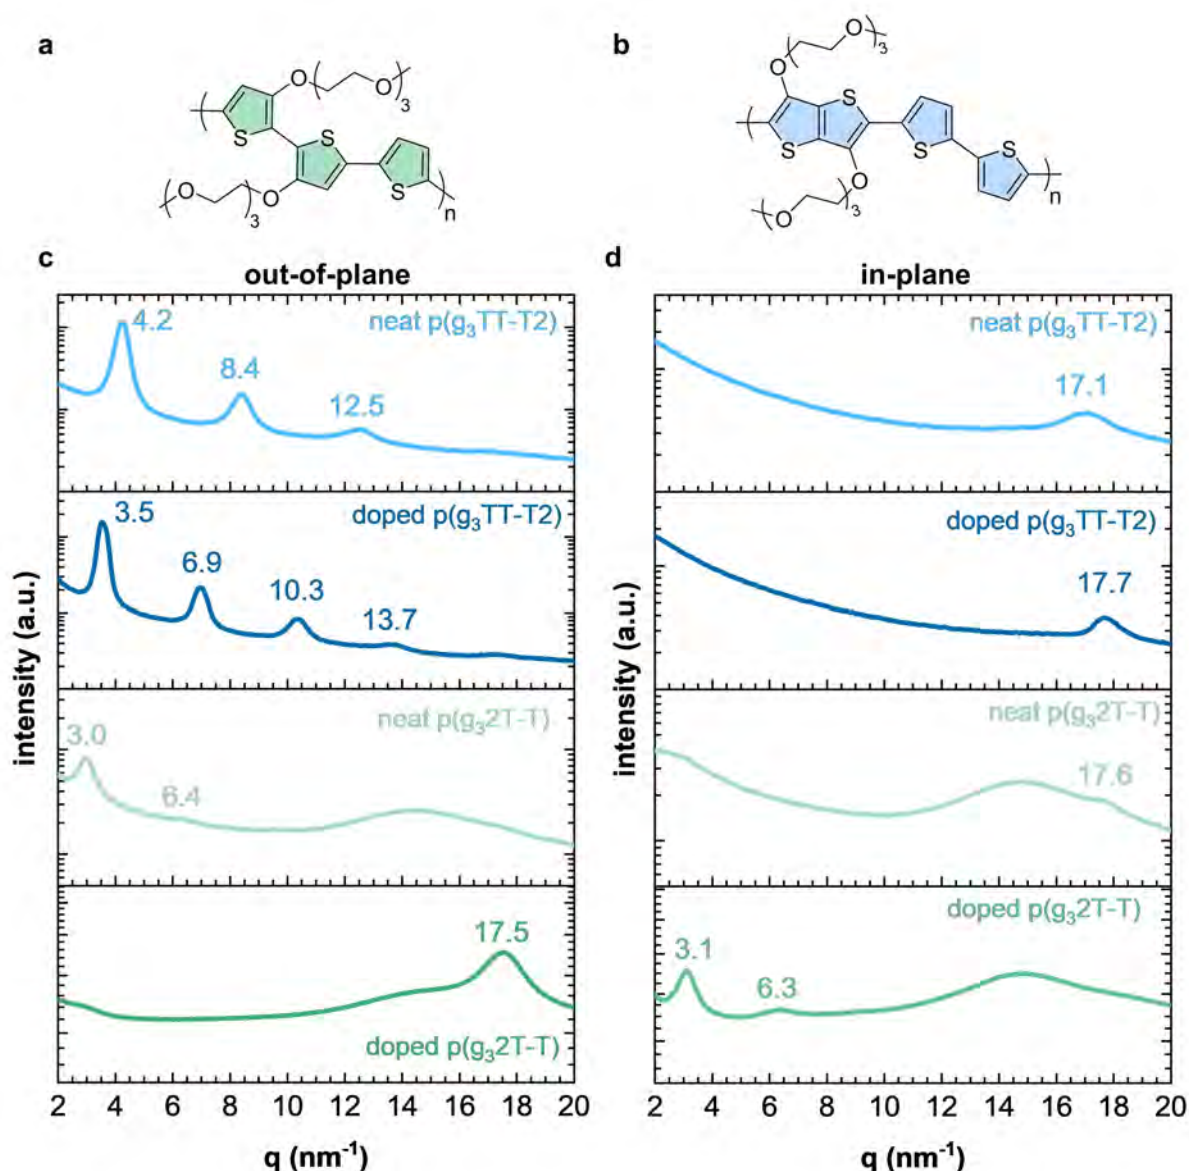 a
b
O
O
3
S
S
S
O
O
3
n
O
O
3
S
S
S
S
O
O
3
n
c
out-of-plane
d
in-plane
neat p(g₃TT-T2)
4.2
8.4
12.5
neat p(g₃TT-T2)
17.1
doped p(g₃TT-T2)
3.5
6.9
10.3
13.7
doped p(g₃TT-T2)
17.7
neat p(g₃2T-T)
3.0
6.4
neat p(g₃2T-T)
17.6
17.5
doped p(g₃2T-T)
doped p(g₃2T-T)
3.1
6.3
intensity (a.u.)
intensity (a.u.)
2 4 6 8 10 12 14 16 18 20
2 4 6 8 10 12 14 16 18 20
q (nm⁻¹)
q (nm⁻¹)